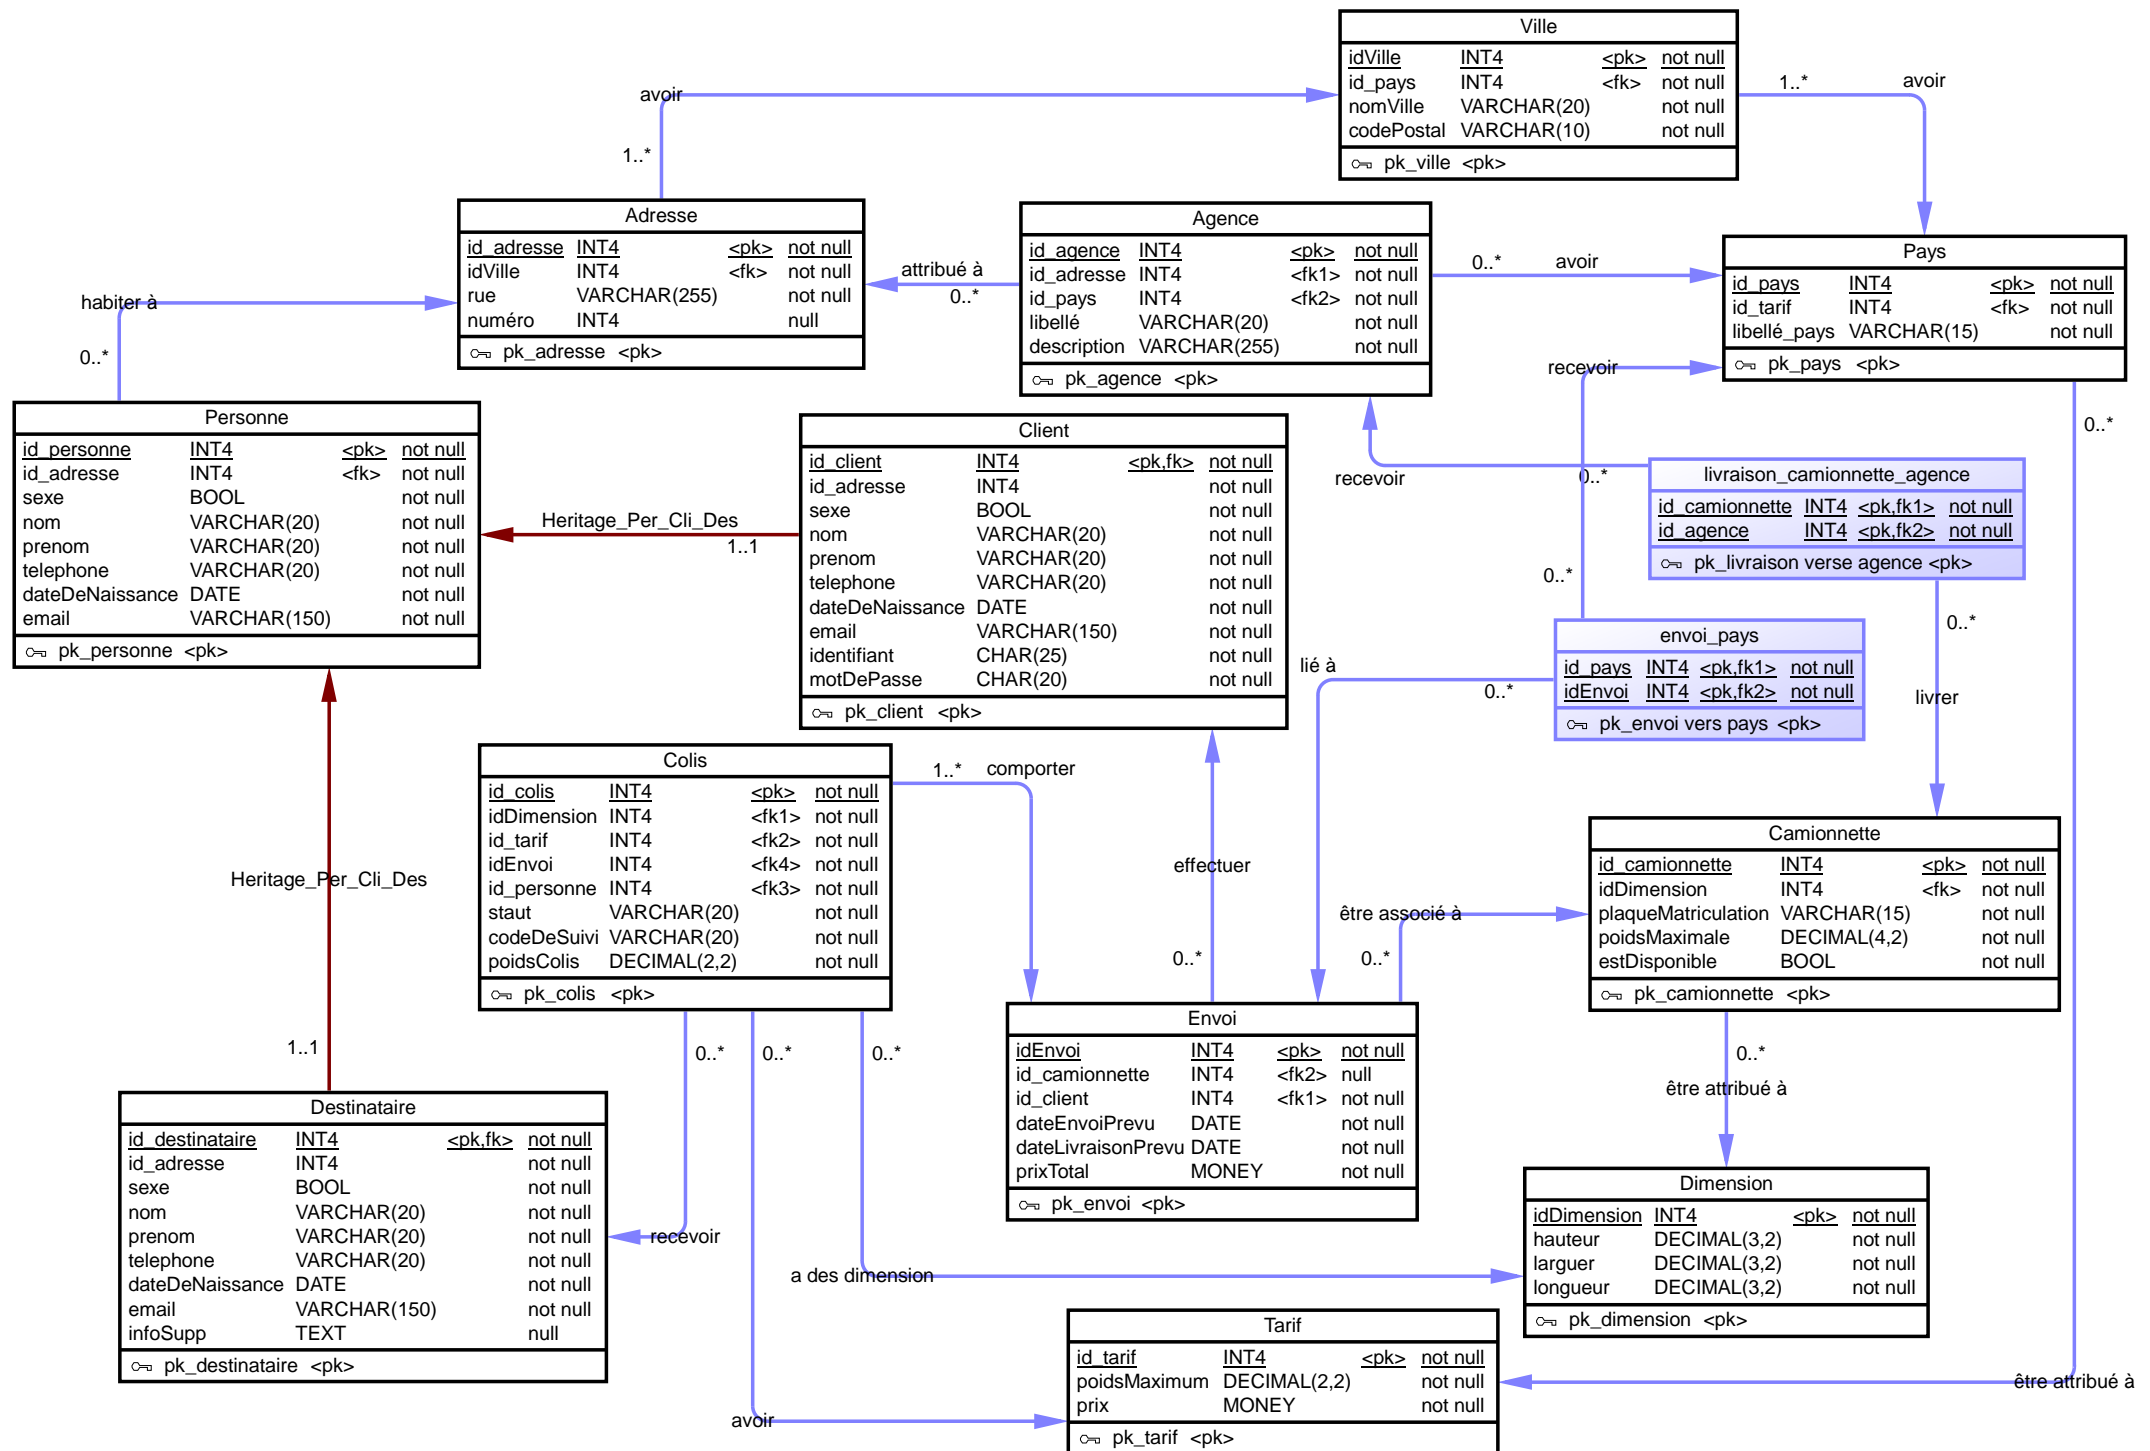 Ville
idVille INT4 <pk> not null
id_pays INT4 <fk> not null
nomVille VARCHAR(20) not null
codePostal VARCHAR(10) not null
pk_ville <pk>
avoir
1..*
1..*
avoir
Adresse
id_adresse INT4 <pk> not null
idVille INT4 <fk> not null
rue VARCHAR(255) not null
numéro INT4 null
pk_adresse <pk>
attribué à
0..*
Agence
id_agence INT4 <pk> not null
id_adresse INT4 <fk1> not null
id_pays INT4 <fk2> not null
libellé VARCHAR(20) not null
description VARCHAR(255) not null
pk_agence <pk>
0..* avoir
Pays
id_pays INT4 <pk> not null
id_tarif INT4 <fk> not null
libellé_pays VARCHAR(15) not null
pk_pays <pk>
habiter à
0..*
recevoir
0..*
Personne
id_personne INT4 <pk> not null
id_adresse INT4 <fk> not null
sexe BOOL not null
nom VARCHAR(20) not null
prenom VARCHAR(20) not null
telephone VARCHAR(20) not null
dateDeNaissance DATE not null
email VARCHAR(150) not null
pk_personne <pk>
Heritage_Per_Cli_Des
1..1
Client
id_client INT4 <pk,fk> not null
id_adresse INT4 not null
sexe BOOL not null
nom VARCHAR(20) not null
prenom VARCHAR(20) not null
telephone VARCHAR(20) not null
dateDeNaissance DATE not null
email VARCHAR(150) not null
identifiant CHAR(25) not null
motDePasse CHAR(20) not null
pk_client <pk>
recevoir
0..*
livraison_camionnette_agence
id_camionnette INT4 <pk,fk1> not null
id_agence INT4 <pk,fk2> not null
pk_livraison verse agence <pk>
0..*
0..*
envoi_pays
id_pays INT4 <pk,fk1> not null
idEnvoi INT4 <pk,fk2> not null
pk_envoi vers pays <pk>
lié à
0..*
livrer
Colis
id_colis INT4 <pk> not null
idDimension INT4 <fk1> not null
id_tarif INT4 <fk2> not null
idEnvoi INT4 <fk4> not null
id_personne INT4 <fk3> not null
staut VARCHAR(20) not null
codeDeSuivi VARCHAR(20) not null
poidsColis DECIMAL(2,2) not null
pk_colis <pk>
1..* comporter
effectuer
0..*
Camionnette
id_camionnette INT4 <pk> not null
idDimension INT4 <fk> not null
plaqueMatriculation VARCHAR(15) not null
poidsMaximale DECIMAL(4,2) not null
estDisponible BOOL not null
pk_camionnette <pk>
être associé à
0..*
Heritage_Per_Cli_Des
1..1
0..*
0..*
0..*
Envoi
idEnvoi INT4 <pk> not null
id_camionnette INT4 <fk2> null
id_client INT4 <fk1> not null
dateEnvoiPrevu DATE not null
dateLivraisonPrevu DATE not null
prixTotal MONEY not null
pk_envoi <pk>
0..*
être attribué à
Destinataire
id_destinataire INT4 <pk,fk> not null
id_adresse INT4 not null
sexe BOOL not null
nom VARCHAR(20) not null
prenom VARCHAR(20) not null
telephone VARCHAR(20) not null
dateDeNaissance DATE not null
email VARCHAR(150) not null
infoSupp TEXT null
pk_destinataire <pk>
recevoir
a des dimension
Dimension
idDimension INT4 <pk> not null
hauteur DECIMAL(3,2) not null
larguer DECIMAL(3,2) not null
longueur DECIMAL(3,2) not null
pk_dimension <pk>
Tarif
id_tarif INT4 <pk> not null
poidsMaximum DECIMAL(2,2) not null
prix MONEY not null
pk_tarif <pk>
être attribué à
avoir